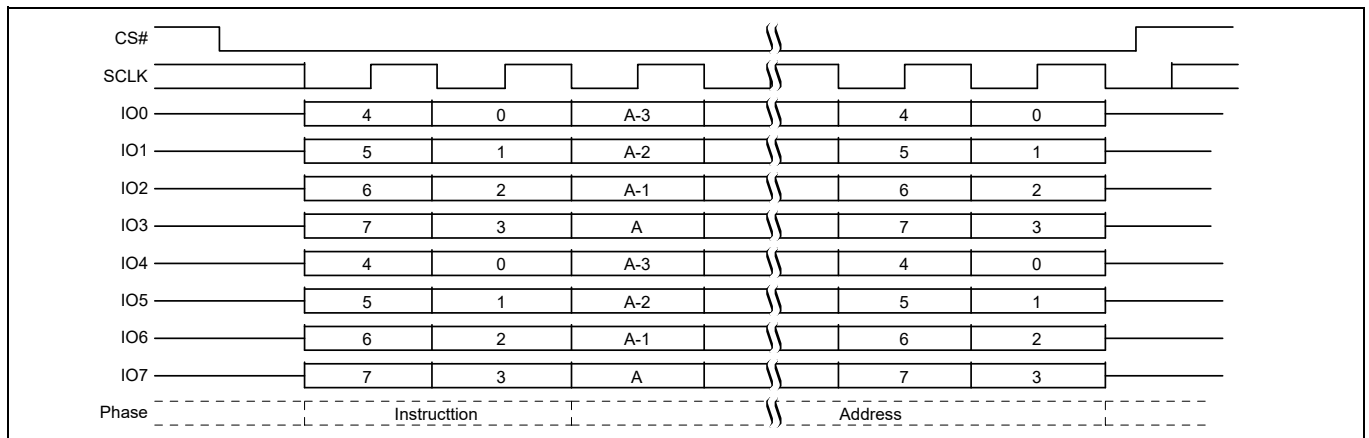 CS#
SCLK
IO0 4 0 A-3 4 0
IO1 5 1 A-2 5 1
IO2 6 2 A-1 6 2
IO3 7 3 A 7 3
IO4 4 0 A-3 4 0
IO5 5 1 A-2 5 1
IO6 6 2 A-1 6 2
IO7 7 3 A 7 3
Phase Instructtion Address